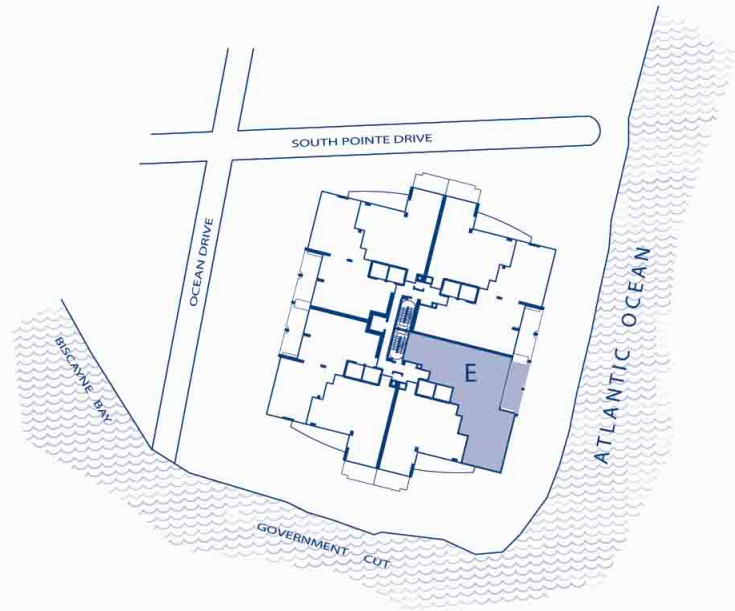 SOUTH POINTE DRIVE
OCEAN DRIVE
ATLANTIC OCEAN
BISCAYNE BAY
E
GOVERNMENT CUT